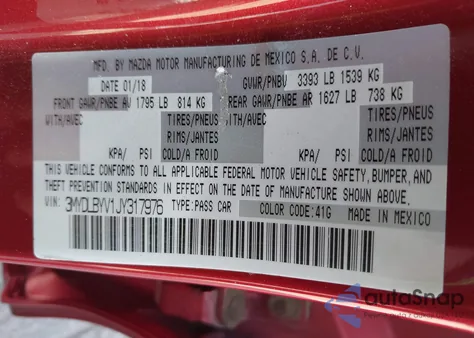 MFD. BY MAZDA MOTOR MANUFACTURING DE MEXICO S.A. DE C.V.
DATE 01/18 GVWR/PNBV 3393 LB 1539 KG
FRONT GAWR/PNBE AV 1795 LB 814 KG REAR GAWR/PNBE AR 1627 LB 738 KG
WITH/AVEC TIRES/PNEUS WITH/AVEC TIRES/PNEUS
RIMS/JANTES RIMS/JANTES
KPA/ PSI COLD/A FROID KPA/ PSI COLD/A FROID
THIS VEHICLE CONFORMS TO ALL APPLICABLE FEDERAL MOTOR VEHICLE SAFETY, BUMPER, AND
THEFT PREVENTION STANDARDS IN EFFECT ON THE DATE OF MANUFACTURE SHOWN ABOVE.
VIN: 3MYDLBYV1JY317976 TYPE: PASS CAR COLOR CODE: 41G MADE IN MEXICO
autoSnap